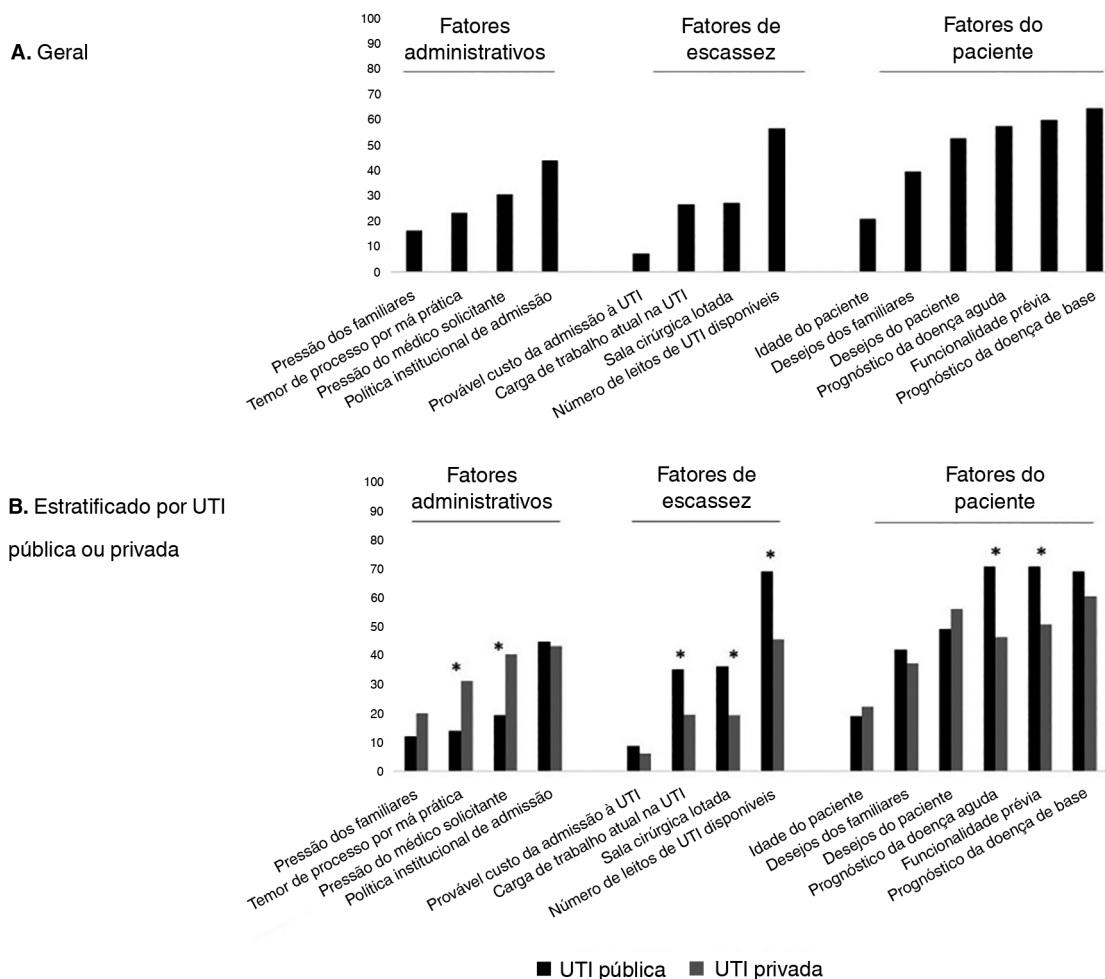 A. Geral
Fatores
administrativos
Fatores de
escassez
Fatores do
paciente
100
90
80
70
60
50
40
30
20
10
0
Pressão dos familiares
Temor de processo por má prática
Pressão do médico solicitante
Política institucional de admissão
Provável custo da admissão à UTI
Carga de trabalho atual na UTI
Sala cirúrgica lotada
Número de leitos de UTI disponíveis
Idade do paciente
Desejos dos familiares
Desejos do paciente
Prognóstico da doença aguda
Funcionalidade prévia
Prognóstico da doença de base
B. Estratificado por UTI
pública ou privada
Fatores
administrativos
Fatores de
escassez
Fatores do
paciente
100
90
80
70
60
50
40
30
20
10
0
*
*
*
*
*
*
*
Pressão dos familiares
Temor de processo por má prática
Pressão do médico solicitante
Política institucional de admissão
Provável custo da admissão à UTI
Carga de trabalho atual na UTI
Sala cirúrgica lotada
Número de leitos de UTI disponíveis
Idade do paciente
Desejos dos familiares
Desejos do paciente
Prognóstico da doença aguda
Funcionalidade prévia
Prognóstico da doença de base
UTI pública
UTI privada